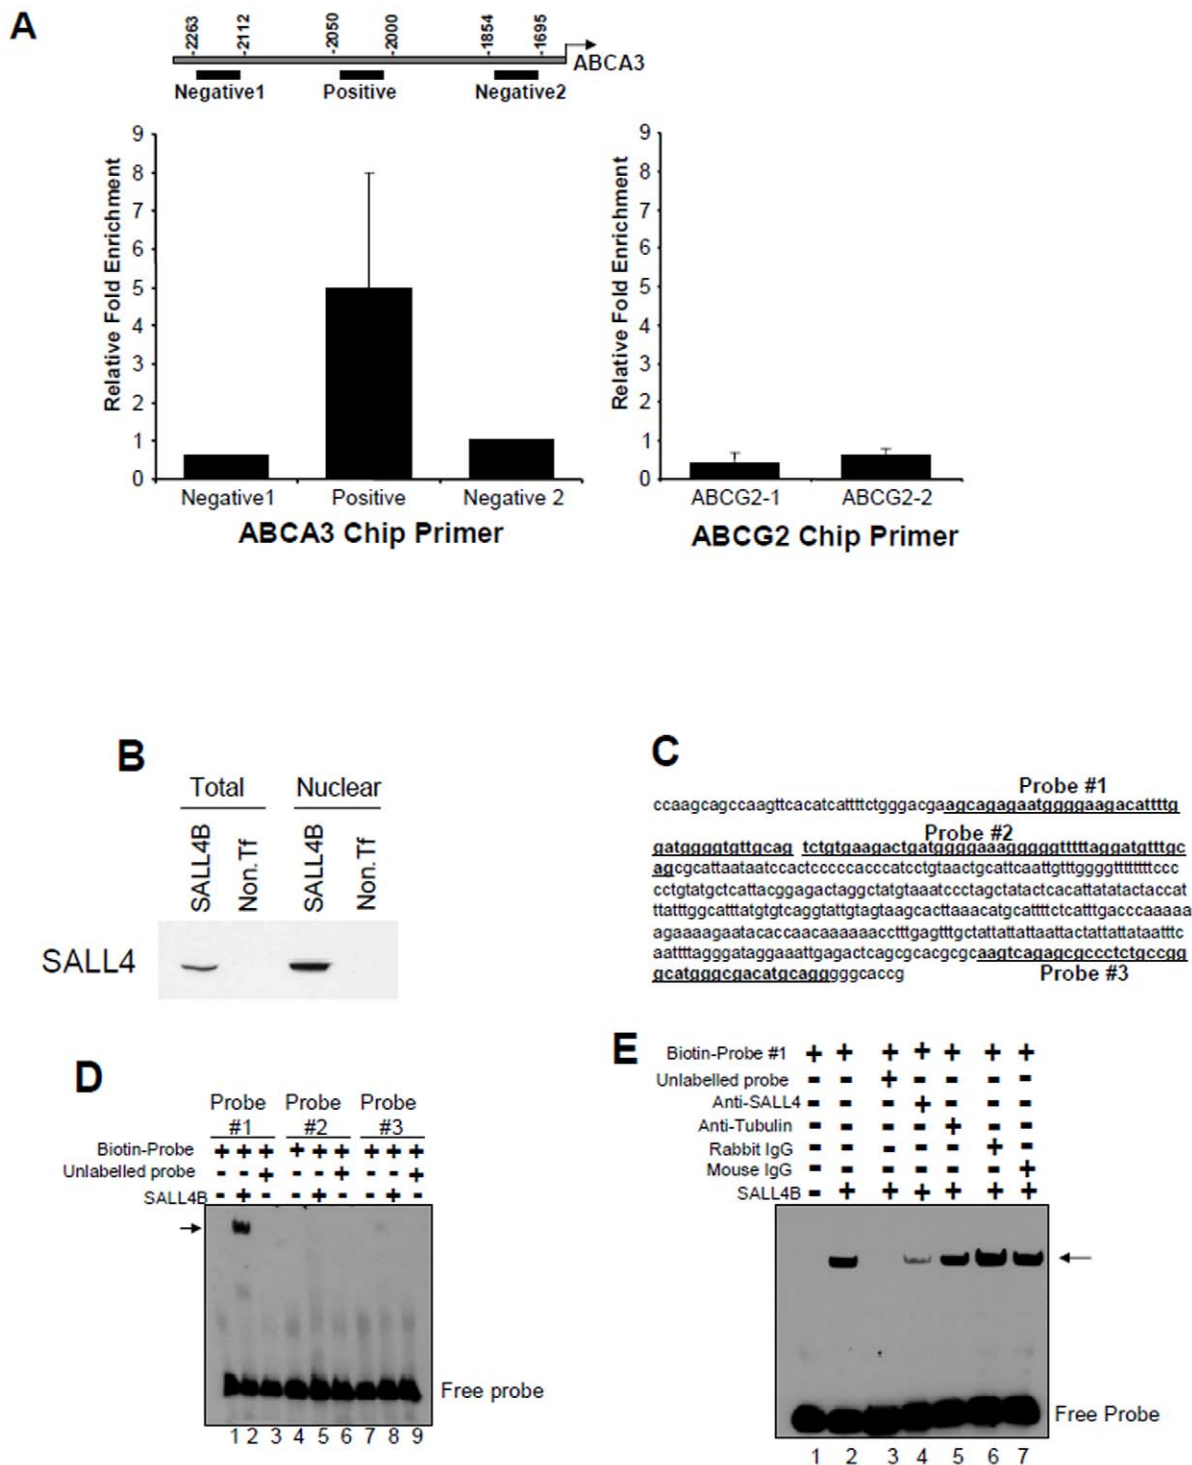 A
-2263
-2112
-2050
-2000
-1854
-1695
ABCA3
Negative1
Positive
Negative2
Relative Fold Enrichment
9
8
7
6
5
4
3
2
1
0
Negative1
Positive
Negative 2
ABCA3 Chip Primer
Relative Fold Enrichment
9
8
7
6
5
4
3
2
1
0
ABCG2-1
ABCG2-2
ABCG2 Chip Primer
B
Total
Nuclear
SALL4B
Non.Tf
SALL4B
Non.Tf
SALL4
C
Probe #1
ccaagcagccaagttcacatcattttctgggacgaagcagagaatggggaagacattttg
Probe #2
gatggggtgttgcag tctgtgaagactgatggggaaagggggtttttaggatgtttgc
agcgcattaataatccactcccccacccatcctgtaactgcattcaattgtttggggtttttttttccc
cctgtatgctcattacggagactaggctatgtaaatccctagctatactcacattatatactaccat
ttatttggcatttatgtgtcaggtattgtagtaagcacttaaacatgcattttctcatttgacccaaaaa
agaaaagaatacaccaacaaaaaacctttgagtttgctattattattaattactattattataatttc
aattttagggataggaaattgagactcagcgcacgcgcaagtcagagcgccctctgccgg
gcatgggcgacatgcagggggcaccg
Probe #3
D
Probe #1
Probe #2
Probe #3
Biotin-Probe + + + + + + + + +
Unlabelled probe - - + - - + - - +
SALL4B - + - - + - - + -
Free probe
1 2 3 4 5 6 7 8 9
E
Biotin-Probe #1 + + + + + + +
Unlabelled probe - - + - - - -
Anti-SALL4 - - - + - - -
Anti-Tubulin - - - - + - -
Rabbit IgG - - - - - + -
Mouse IgG - - - - - - +
SALL4B - + + + + + +
Free Probe
1 2 3 4 5 6 7